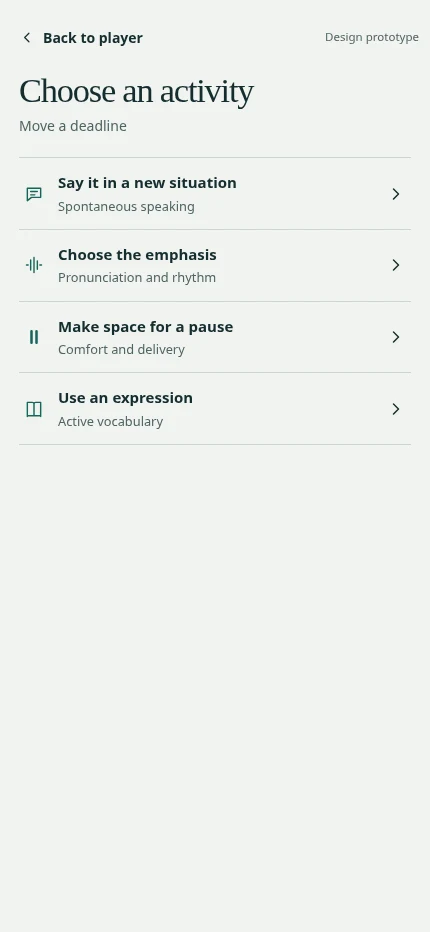 Back to player
Design prototype
Choose an activity
Move a deadline
Say it in a new situation
Spontaneous speaking
Choose the emphasis
Pronunciation and rhythm
Make space for a pause
Comfort and delivery
Use an expression
Active vocabulary